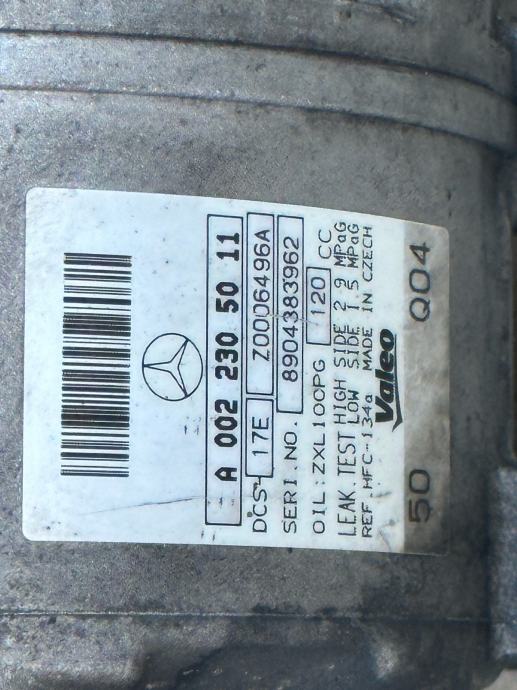 A 002 230 50 11
DCS-17E Z0006496A
SERI.NO. 8904383962
OIL:ZXL10CPG 120 CC
LEAK.TEST HIGH SIDE 2.9 MPaG
LOW SIDE 1.5 MPaG
REF.HFC-134a MADE IN CZECH
Valeo
50 Q04